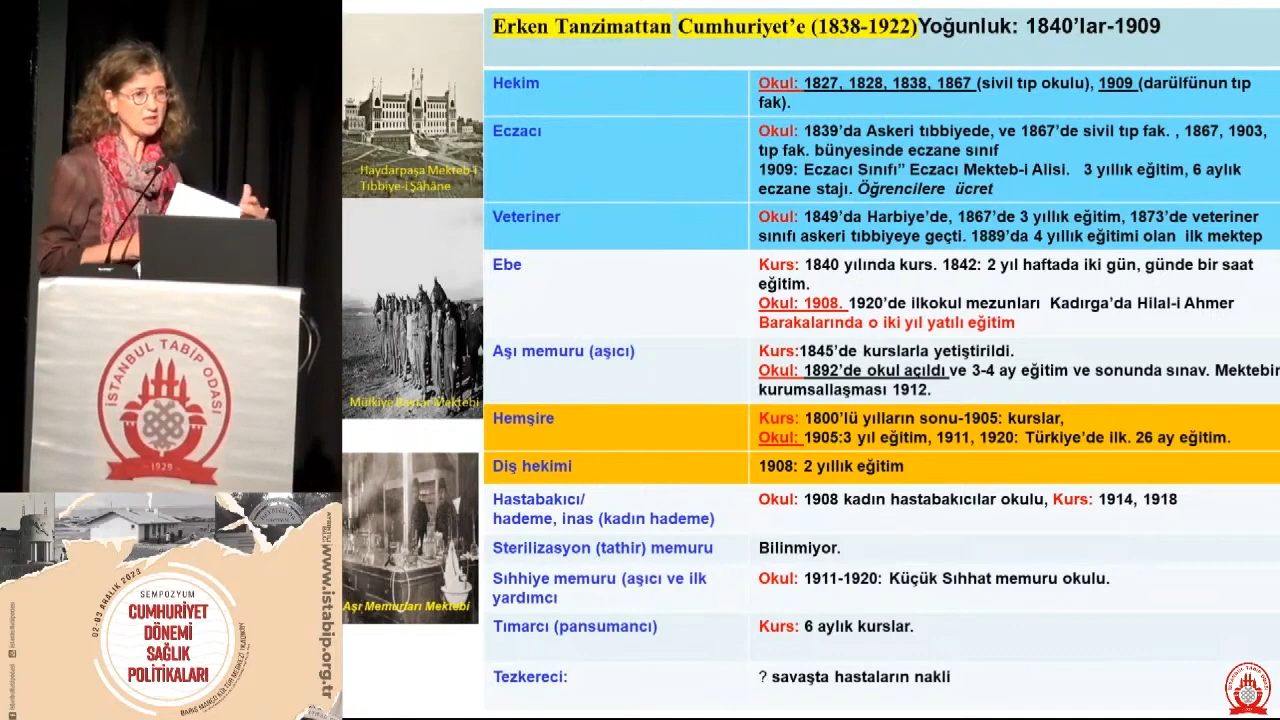 Erken Tanzimattan Cumhuriyet’e (1838-1922)Yoğunluk: 1840’lar-1909
Hekim
Okul: 1827, 1828, 1838, 1867 (sivil tıp okulu), 1909 (darülfünun tıp
fak).
Eczacı
Okul: 1839’da Askeri tıbbiyede, ve 1867’de sivil tıp fak. , 1867, 1903,
tıp fak. bünyesinde eczane sınıf
1909: Eczacı Sınıfı” Eczacı Mekteb-i Alisi. 3 yıllık eğitim, 6 aylık
eczane stajı. Öğrencilere ücret
Veteriner
Okul: 1849’da Harbiye’de, 1867’de 3 yıllık eğitim, 1873’de veteriner
sınıfı askeri tıbbiyeye geçti. 1889’da 4 yıllık eğitimi olan ilk mektep
Ebe
Kurs: 1840 yılında kurs. 1842: 2 yıl haftada iki gün, günde bir saat
eğitim.
Okul: 1908. 1920’de ilkokul mezunları Kadırga’da Hilal-i Ahmer
Barakalarında o iki yıl yatılı eğitim
Aşı memuru (aşıcı)
Kurs:1845’de kurslarla yetiştirildi.
Okul: 1892’de okul açıldı ve 3-4 ay eğitim ve sonunda sınav. Mektebin
kurumsallaşması 1912.
Hemşire
Kurs: 1800’lü yılların sonu-1905: kurslar,
Okul: 1905:3 yıl eğitim, 1911, 1920: Türkiye’de ilk. 26 ay eğitim.
Diş hekimi
1908: 2 yıllık eğitim
Hastabakıcı/
hademe, inas (kadın hademe)
Okul: 1908 kadın hastabakıcılar okulu, Kurs: 1914, 1918
Sterilizasyon (tathir) memuru
Bilinmiyor.
Sıhhiye memuru (aşıcı ve ilk
yardımcı
Okul: 1911-1920: Küçük Sıhhat memuru okulu.
Tımarcı (pansumancı)
Kurs: 6 aylık kurslar.
Tezkereci:
? savaşta hastaların nakli
Haydarpaşa Mekteb-i
Tıbbiye-i Şâhâne
Mülkiye Baytar Mektebi
Aşı Memurları Mektebi
İSTANBUL TABİP ODASI
- 1929 -
02-03 ARALIK 2023
SEMPOZYUM
CUMHURİYET
DÖNEMİ
SAĞLIK
POLİTİKALARI
BARIŞ MANÇO KÜLTÜR MERKEZİ
www.istabip.org.tr
İSTANBUL TABİP ODASI